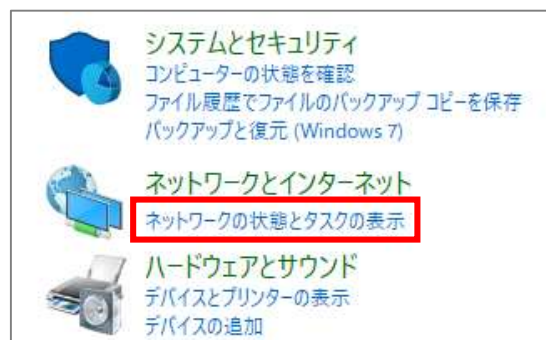 システムとセキュリティ
コンピューターの状態を確認
ファイル履歴でファイルのバックアップ コピーを保存
バックアップと復元 (Windows 7)
ネットワークとインターネット
ネットワークの状態とタスクの表示
ハードウェアとサウンド
デバイスとプリンターの表示
デバイスの追加